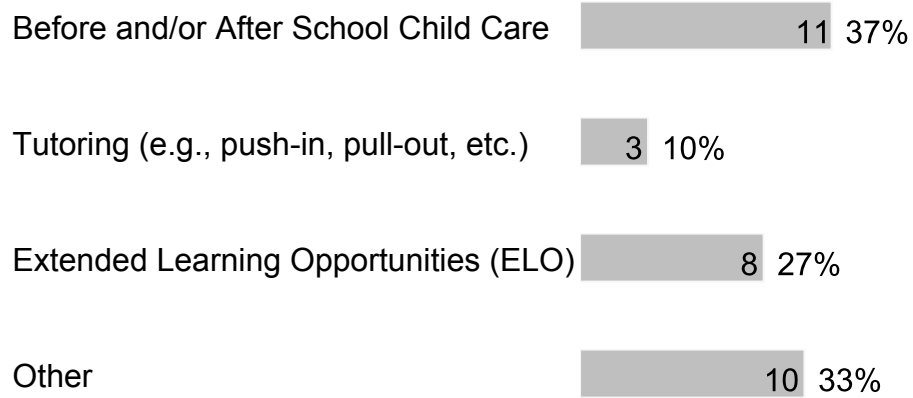 Before and/or After School Child Care 11 37%
Tutoring (e.g., push-in, pull-out, etc.) 3 10%
Extended Learning Opportunities (ELO) 8 27%
Other 10 33%